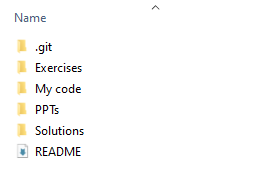 Name
.git
Exercises
My code
PPTs
Solutions
README